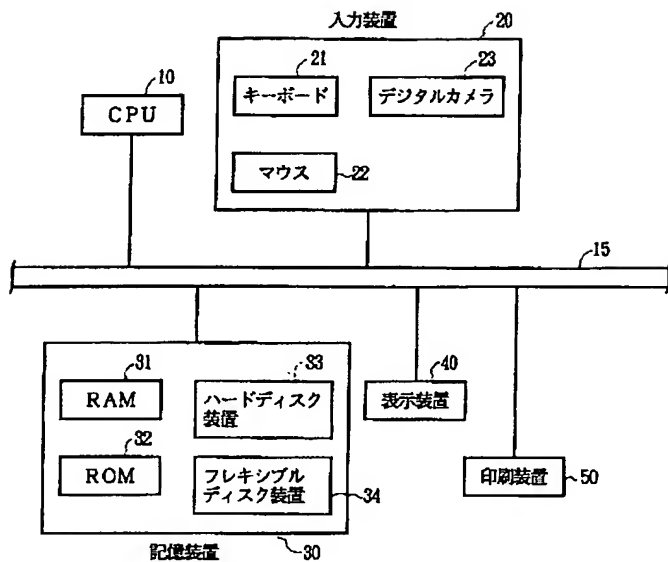 入力装置
20
21
23
10
キーボード
デジタルカメラ
CPU
マウス
22
15
31
33
40
RAM
ハードディスク
装置
表示装置
32
ROM
フレキシブル
ディスク装置
34
印刷装置
50
記憶装置
30